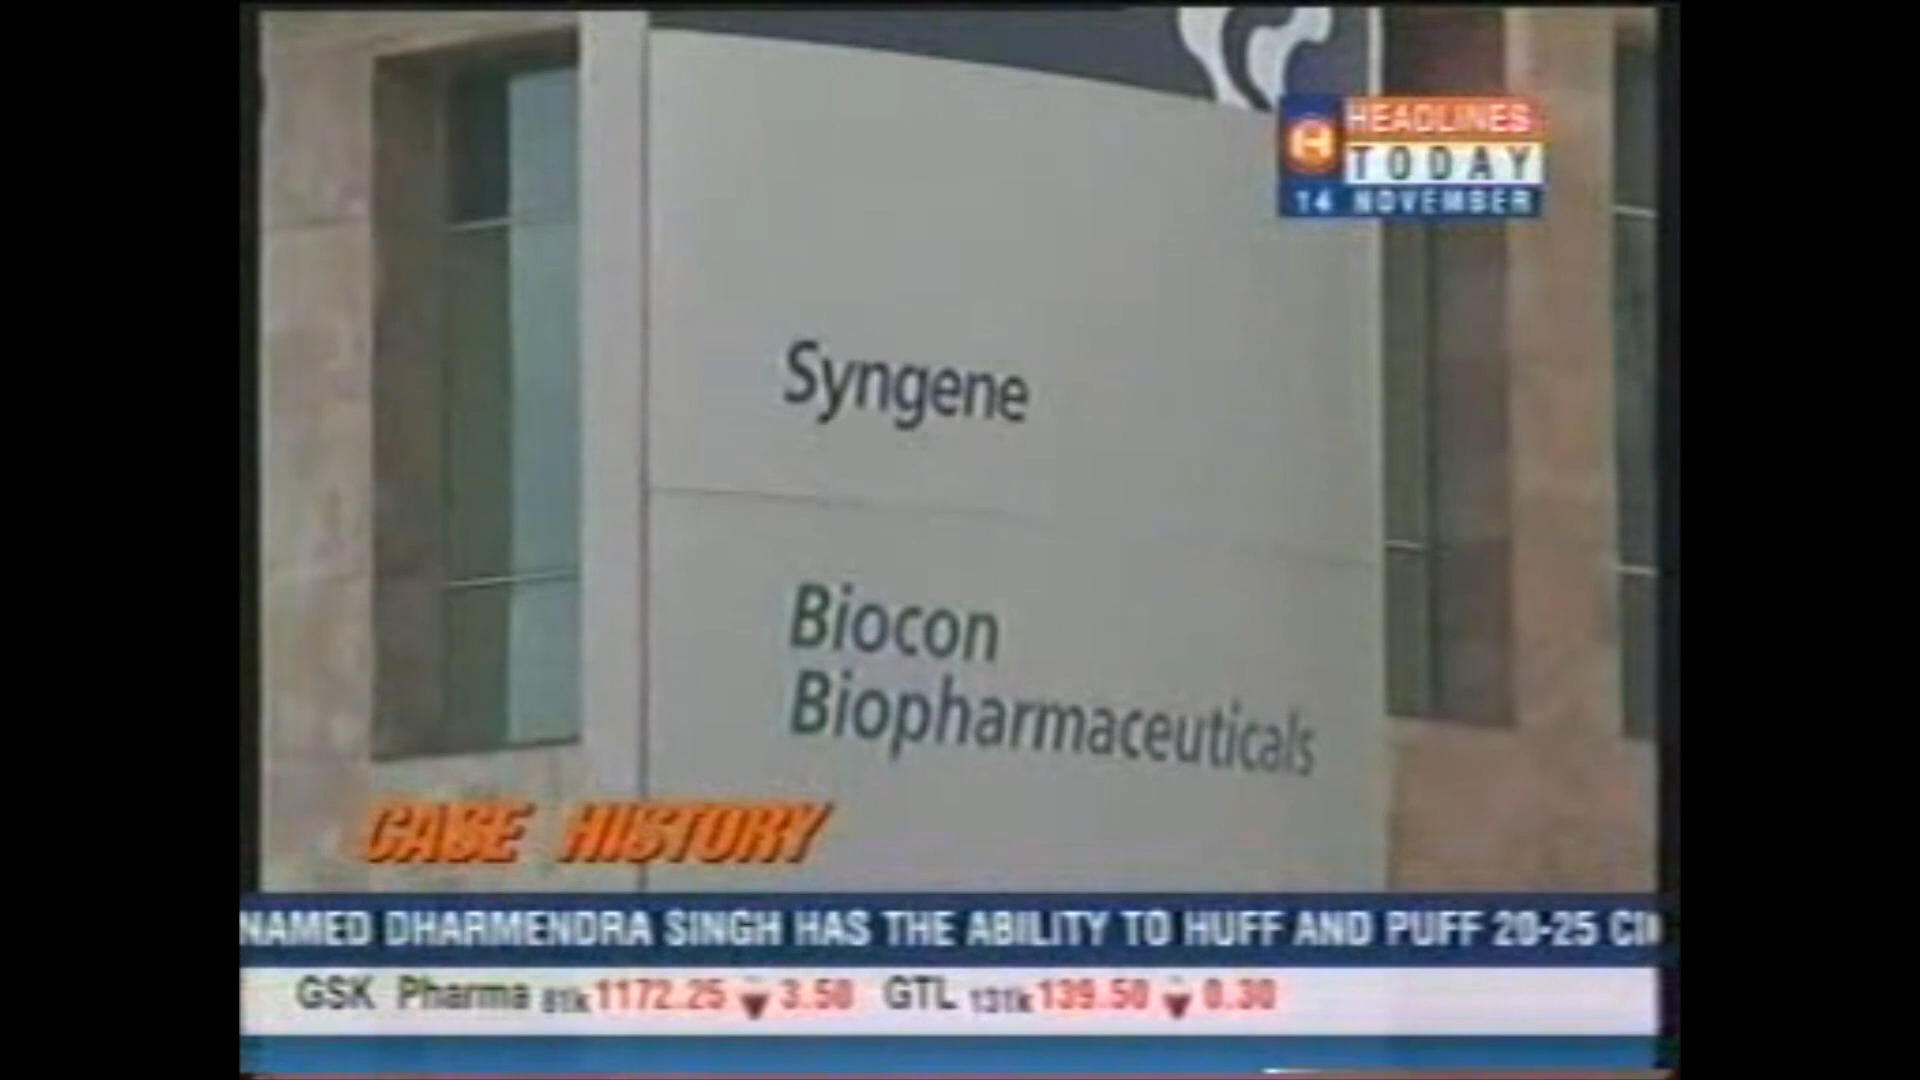 HEADLINES
TODAY
14 NOVEMBER
Syngene
Biocon
Biopharmaceuticals
CASE HISTORY
NAMED DHARMENDRA SINGH HAS THE ABILITY TO HUFF AND PUFF 20-25
GSK Pharma 81k 1172.25 ▼ 3.50 GTL 131k 139.50 ▼ 0.30